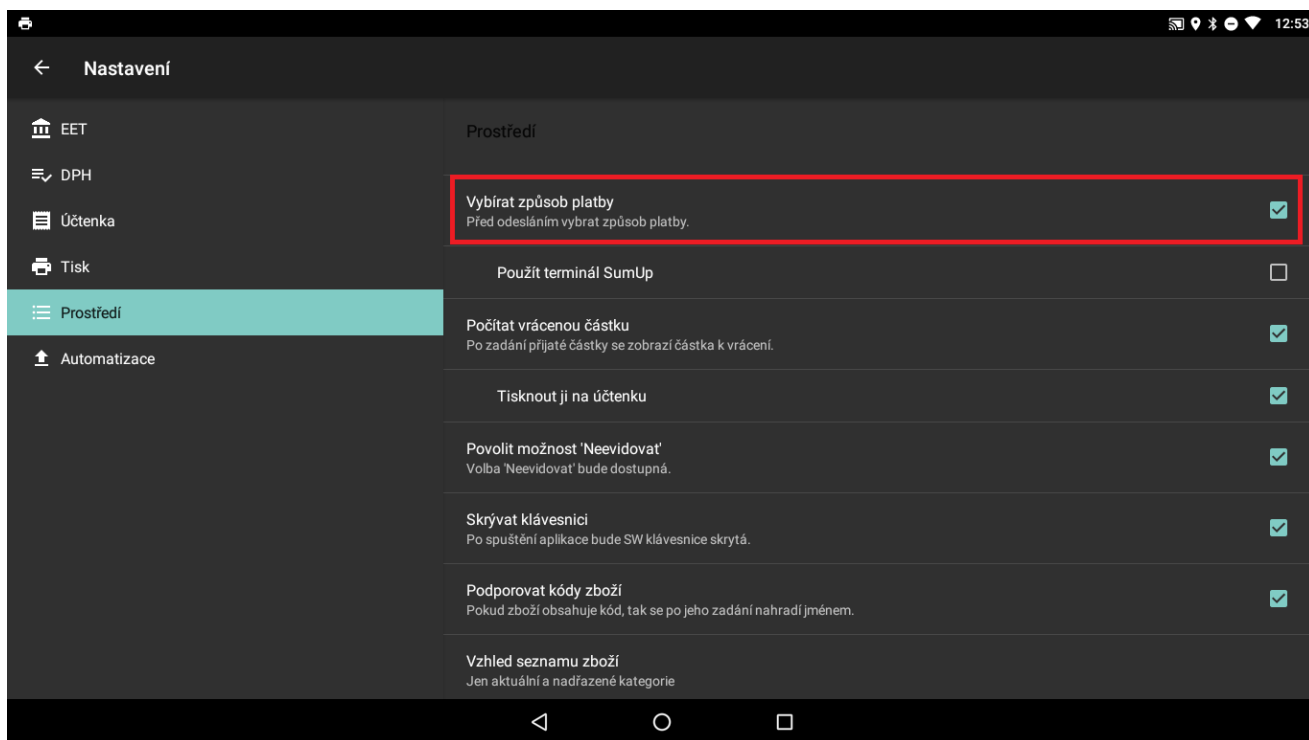 12:53
Nastavení
EET
DPH
Účtenka
Tisk
Prostředí
Automatizace
Prostředí
Vybírat způsob platby
Před odesláním vybrat způsob platby.
Použít terminál SumUp
Počítat vrácenou částku
Po zadání přijaté částky se zobrazí částka k vrácení.
Tisknout ji na účtenku
Povolit možnost 'Neevidovat'
Volba 'Neevidovat' bude dostupná.
Skrývat klávesnici
Po spuštění aplikace bude SW klávesnice skrytá.
Podporovat kódy zboží
Pokud zboží obsahuje kód, tak se po jeho zadání nahradí jménem.
Vzhled seznamu zboží
Jen aktuální a nadřazené kategorie